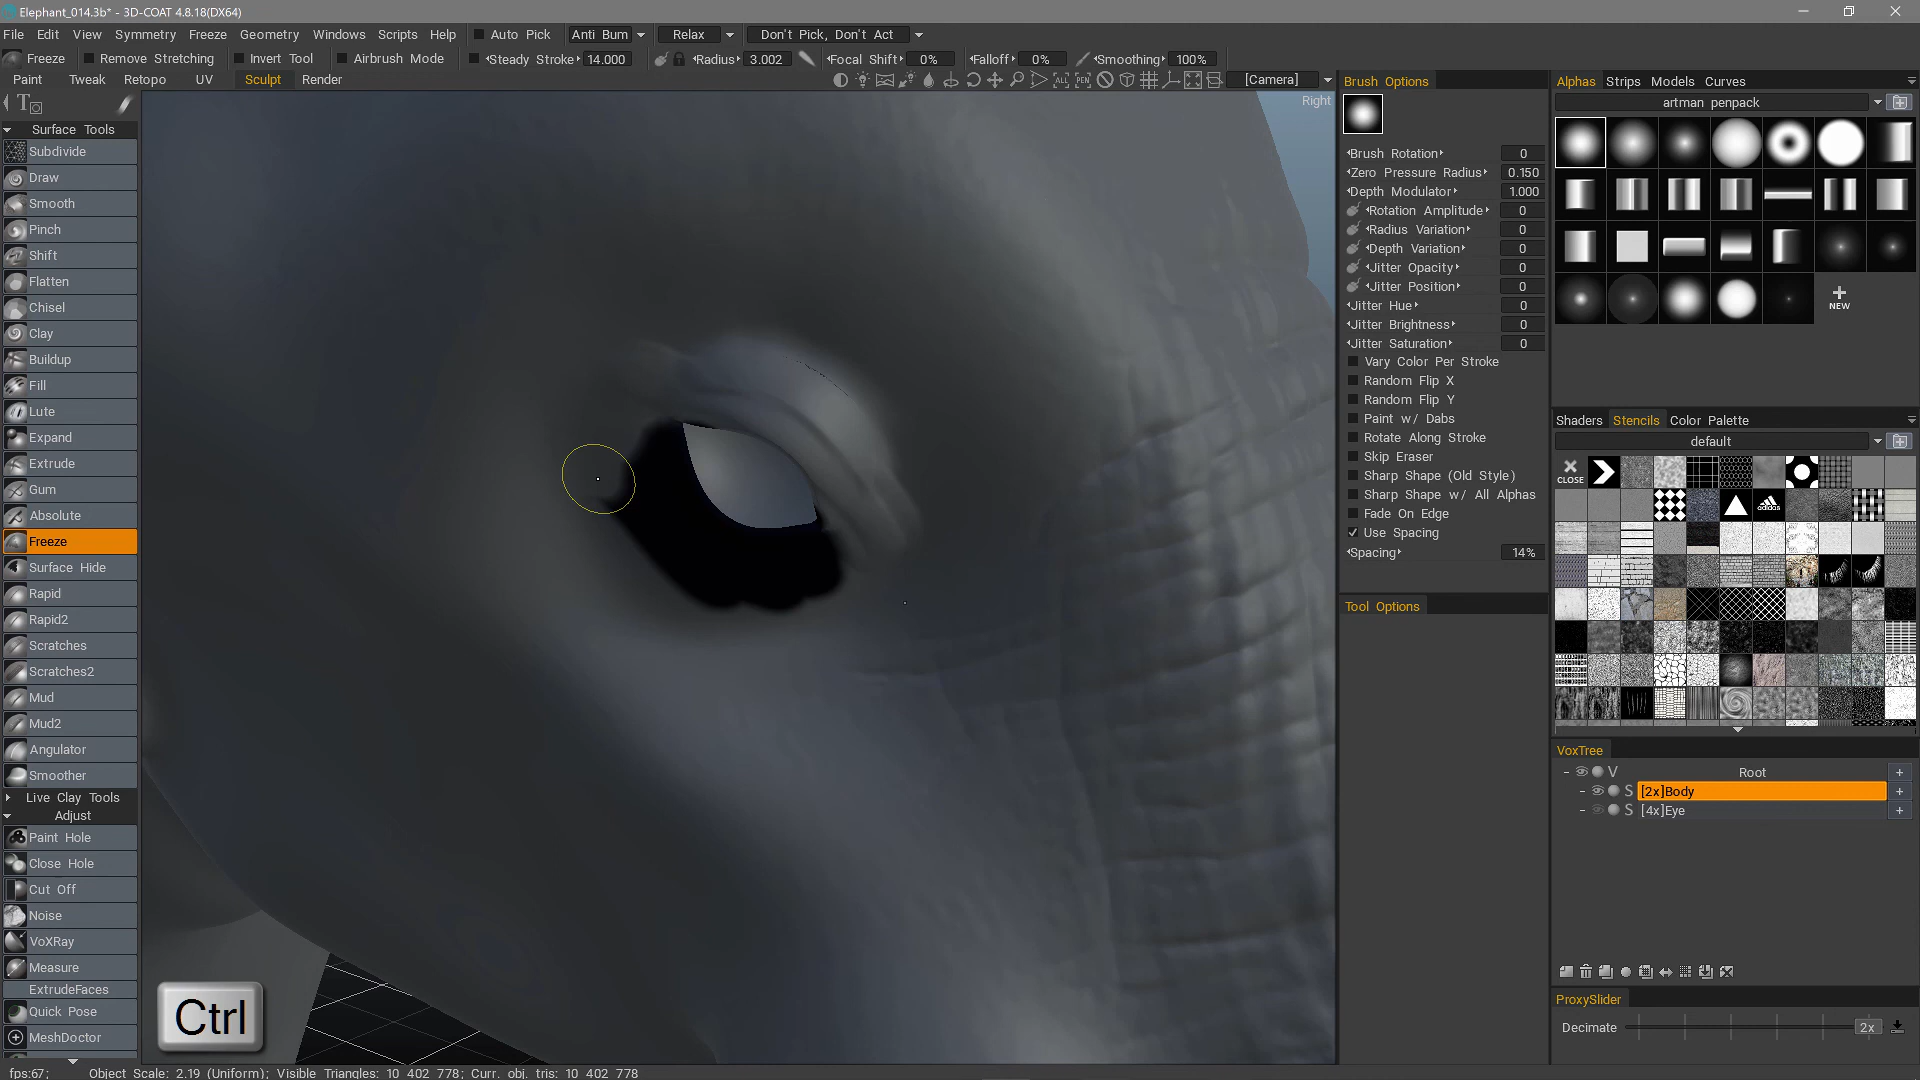 Elephant_014.3b* - 3D-COAT 4.8.18(DX64)
File Edit View Symmetry Freeze Geometry Windows Scripts Help Auto Pick Anti Bum Relax Don't Pick, Don't Act
Freeze Remove Stretching Invert Tool Airbrush Mode Steady Stroke 14.000 Radius 3.002 Focal Shift 0% Falloff 0% Smoothing 100%
Paint Tweak Retopo UV Sculpt Render ALL PEN [Camera]
Right
Surface Tools
Subdivide
Draw
Smooth
Pinch
Shift
Flatten
Chisel
Clay
Buildup
Fill
Lute
Expand
Extrude
Gum
Absolute
Freeze
Surface Hide
Rapid
Rapid2
Scratches
Scratches2
Mud
Mud2
Angulator
Smoother
Live Clay Tools
Adjust
Paint Hole
Close Hole
Cut Off
Noise
VoXRay
Measure
ExtrudeFaces
Quick Pose
MeshDoctor
Ctrl
Brush Options
Brush Rotation 0
Zero Pressure Radius 0.150
Depth Modulator 1.000
Rotation Amplitude 0
Radius Variation 0
Depth Variation 0
Jitter Opacity 0
Jitter Position 0
Jitter Hue 0
Jitter Brightness 0
Jitter Saturation 0
Vary Color Per Stroke
Random Flip X
Random Flip Y
Paint w/ Dabs
Rotate Along Stroke
Skip Eraser
Sharp Shape (Old Style)
Sharp Shape w/ All Alphas
Fade On Edge
Use Spacing
Spacing 14%
Tool Options
Alphas Strips Models Curves
artman penpack
NEW
Shaders Stencils Color Palette
default
CLOSE
adidas
VoxTree
V Root
S [2x]Body
S [4x]Eye
ProxySlider
Decimate 2x
fps:67; Object Scale: 2.19 (Uniform); Visible Triangles: 10 402 778; Curr. obj. tris: 10 402 778